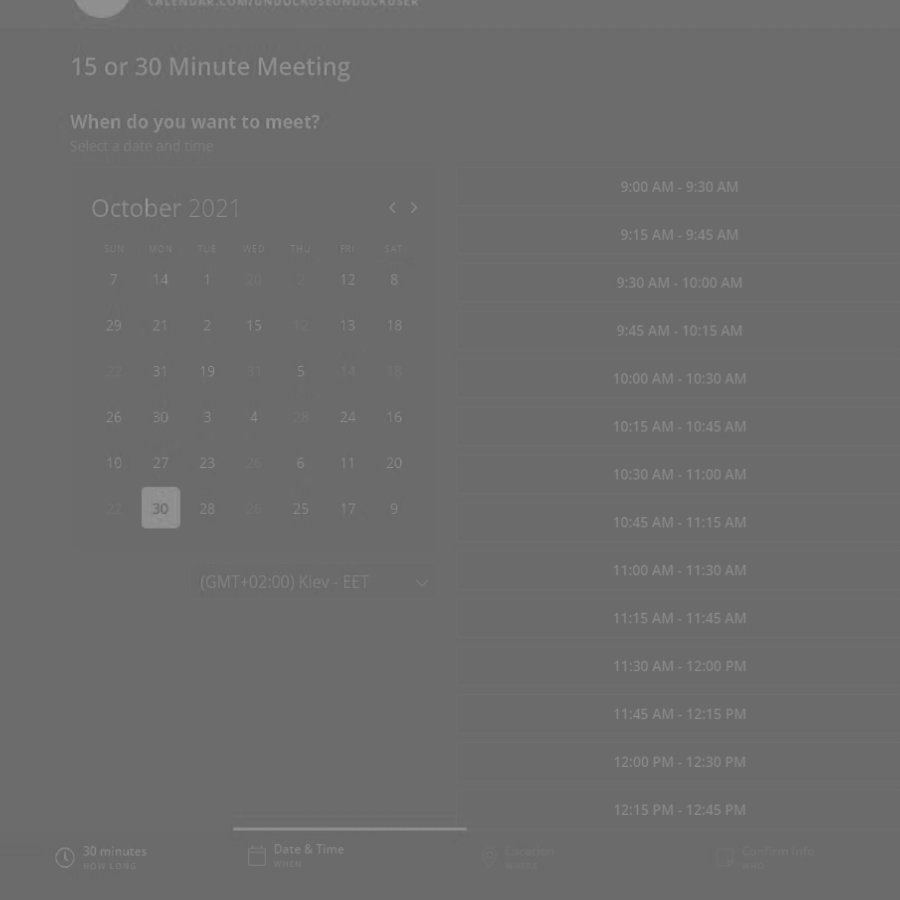 15 or 30 Minute Meeting
When do you want to meet?
Select a date and time
October 2021
SUN MON TUE WED THU FRI SAT
7 14 1 20 2 12 8
29 21 2 15 12 13 18
22 31 19 31 5 14 18
26 30 3 4 28 24 16
10 27 23 26 6 11 20
30 28 26 25 17 9
(GMT+02:00) Kiev - EET
9:00 AM - 9:30 AM
9:15 AM - 9:45 AM
9:30 AM - 10:00 AM
9:45 AM - 10:15 AM
10:00 AM - 10:30 AM
10:15 AM - 10:45 AM
10:30 AM - 11:00 AM
10:45 AM - 11:15 AM
11:00 AM - 11:30 AM
11:15 AM - 11:45 AM
11:30 AM - 12:00 PM
11:45 AM - 12:15 PM
12:00 PM - 12:30 PM
12:15 PM - 12:45 PM
30 minutes
HOW LONG
Date & Time
WHEN
Location
Confirm Info